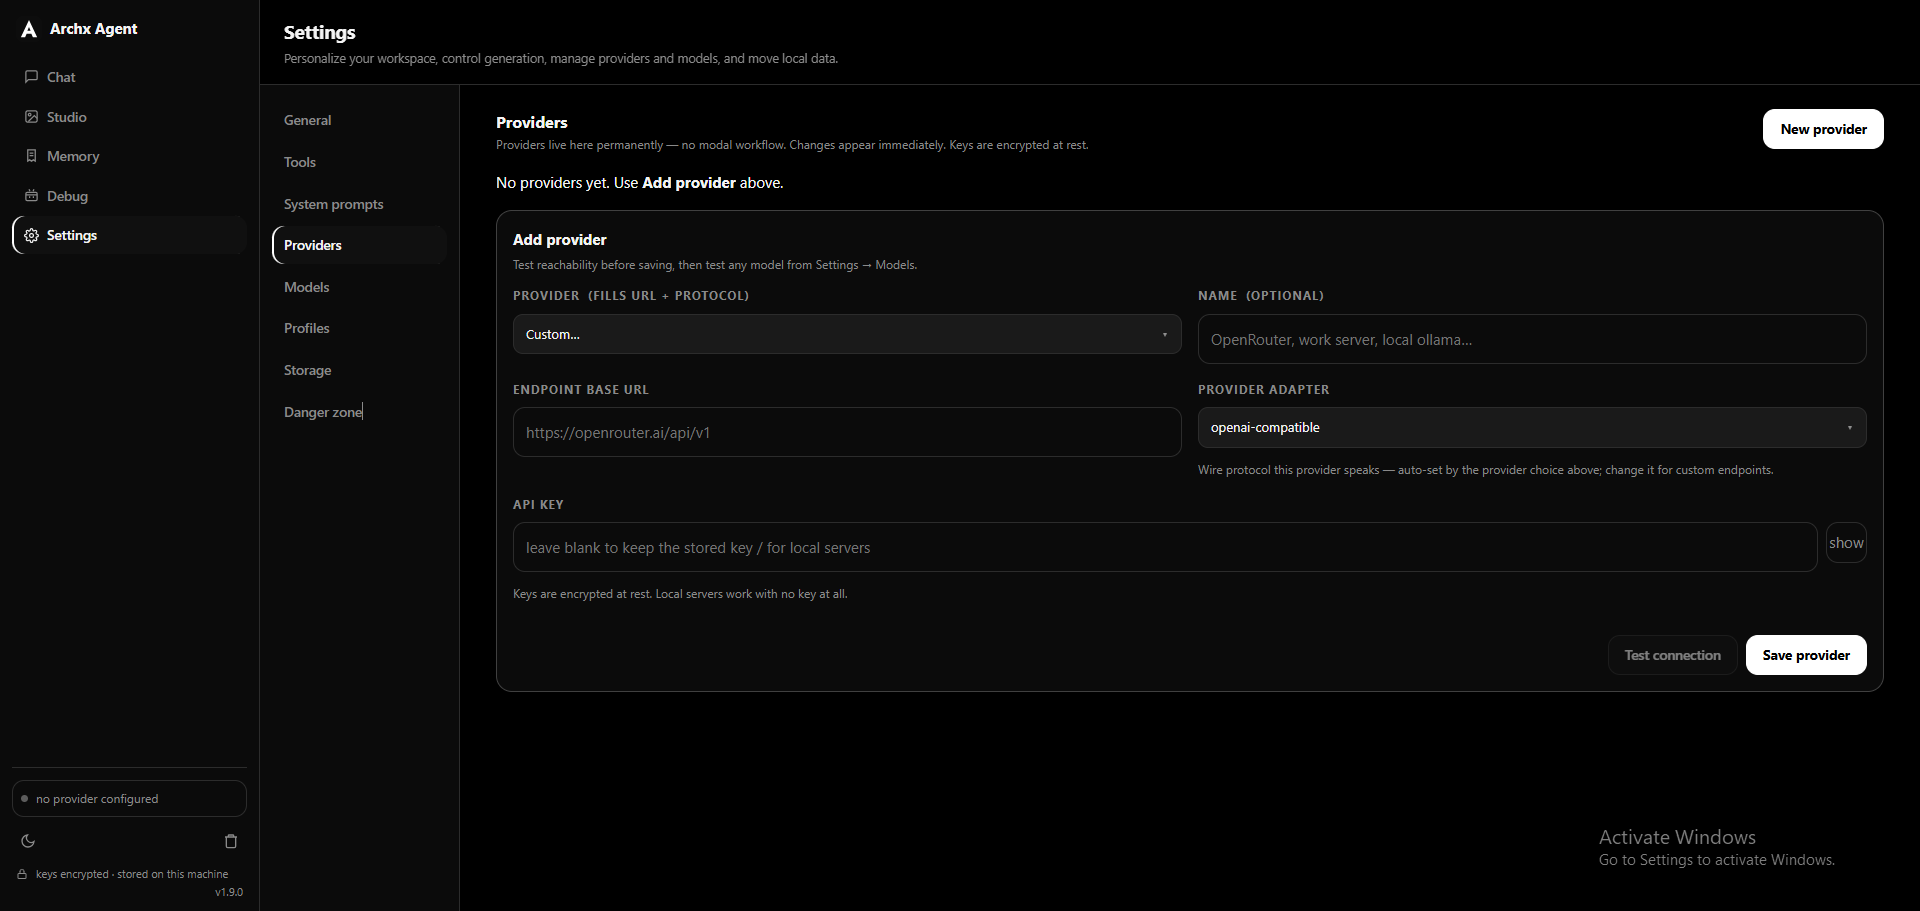 Archx Agent
Chat
Studio
Memory
Debug
Settings
no provider configured
keys encrypted · stored on this machine
v1.9.0
Settings
Personalize your workspace, control generation, manage providers and models, and move local data.
General
Tools
System prompts
Providers
Models
Profiles
Storage
Danger zone
Providers
Providers live here permanently — no modal workflow. Changes appear immediately. Keys are encrypted at rest.
New provider
No providers yet. Use Add provider above.
Add provider
Test reachability before saving, then test any model from Settings → Models.
PROVIDER (FILLS URL + PROTOCOL)
Custom...
NAME (OPTIONAL)
OpenRouter, work server, local ollama...
ENDPOINT BASE URL
https://openrouter.ai/api/v1
PROVIDER ADAPTER
openai-compatible
Wire protocol this provider speaks — auto-set by the provider choice above; change it for custom endpoints.
API KEY
leave blank to keep the stored key / for local servers
show
Keys are encrypted at rest. Local servers work with no key at all.
Test connection
Save provider
Activate Windows
Go to Settings to activate Windows.